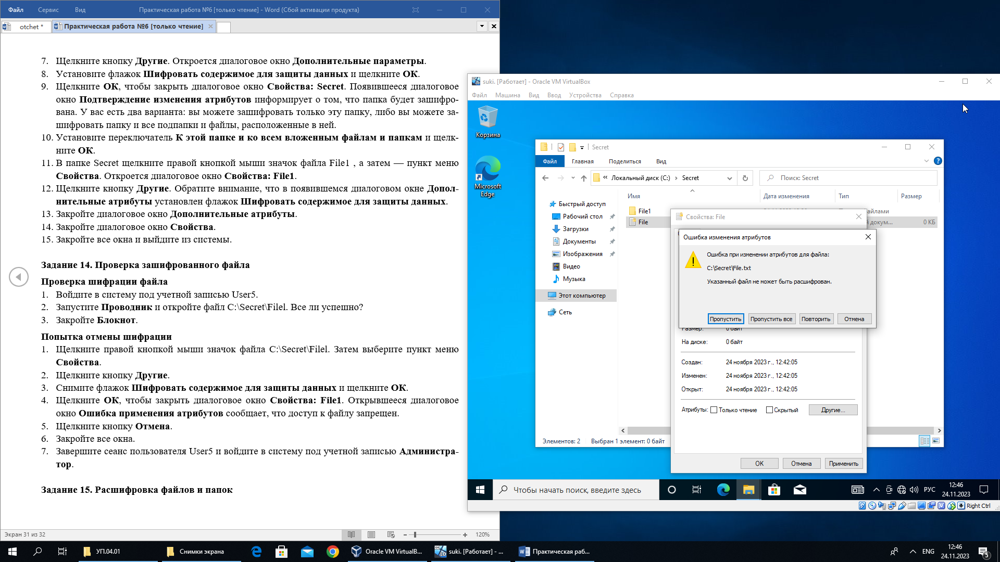 Файл Сервис Вид Практическая работа №6 [только чтение] - Word (Сбой активации продукта)
otchet * Практическая работа №6 [только чтение]
7. Щелкните кнопку Другие. Откроется диалоговое окно Дополнительные параметры.
8. Установите флажок Шифровать содержимое для защиты данных и щелкните ОК.
9. Щелкните ОК, чтобы закрыть диалоговое окно Свойства: Secret. Появившееся диалоговое
окно Подтверждение изменения атрибутов информирует о том, что папка будет зашифро-
вана. У вас есть два варианта: вы можете зашифровать только эту папку, либо вы можете за-
шифровать папку и все подпапки и файлы, расположенные в ней.
10. Установите переключатель К этой папке и ко всем вложенным файлам и папкам и щелк-
ните ОК.
11. В папке Secret щелкните правой кнопкой мыши значок файла File1 , а затем — пункт меню
Свойства. Откроется диалоговое окно Свойства: File1.
12. Щелкните кнопку Другие. Обратите внимание, что в появившемся диалоговом окне Допол-
нительные атрибуты установлен флажок Шифровать содержимое для защиты данных.
13. Закройте диалоговое окно Дополнительные атрибуты.
14. Закройте диалоговое окно Свойства.
15. Закройте все окна и выйдите из системы.
Задание 14. Проверка зашифрованного файла
Проверка шифрации файла
1. Войдите в систему под учетной записью User5.
2. Запустите Проводник и откройте файл C:\Secret\Filel. Все ли успешно?
3. Закройте Блокнот.
Попытка отмены шифрации
1. Щелкните правой кнопкой мыши значок файла C:\Secret\Filel. Затем выберите пункт меню
Свойства.
2. Щелкните кнопку Другие.
3. Снимите флажок Шифровать содержимое для защиты данных и щелкните ОК.
4. Щелкните ОК, чтобы закрыть диалоговое окно Свойства: File1. Открывшееся диалоговое
окно Ошибка применения атрибутов сообщает, что доступ к файлу запрещен.
5. Щелкните кнопку Отмена.
6. Закройте все окна.
7. Завершите сеанс пользователя User5 и войдите в систему под учетной записью Администра-
тор.
Задание 15. Расшифровка файлов и папок
Экран 31 из 32 120%
suki. [Работает] - Oracle VM VirtualBox
Файл Машина Вид Ввод Устройства Справка
Корзина
Microsoft
Edge
Secret
Файл Главная Поделиться Вид
« Локальный диск (C:) › Secret Поиск: Secret
Имя Дата изменения Тип Размер
Быстрый доступ
Рабочий стол
Загрузки
Документы
Изображения
Видео
Музыка
Этот компьютер
Сеть
File1 айлами
File докум... 0 КБ
Элементов: 2 Выбран 1 элемент: 0 байт
Свойства: File
Ошибка изменения атрибутов
Ошибка при изменении атрибутов для файла:
C:\Secret\File.txt
Указанный файл не может быть расшифрован.
Пропустить Пропустить все Повторить Отмена
Размер: 0 байт
На диске: 0 байт
Создан: 24 ноября 2023 г., 12:42:05
Изменен: 24 ноября 2023 г., 12:42:05
Открыт: 24 ноября 2023 г., 12:42:05
Атрибуты: Только чтение Скрытый Другие...
ОК Отмена Применить
Чтобы начать поиск, введите здесь
РУС 12:46
24.11.2023
Right Ctrl
УП.04.01 Снимки экрана Oracle VM VirtualB... suki. [Работает] - ... Практическая раб...
ENG 12:46
24.11.2023
5